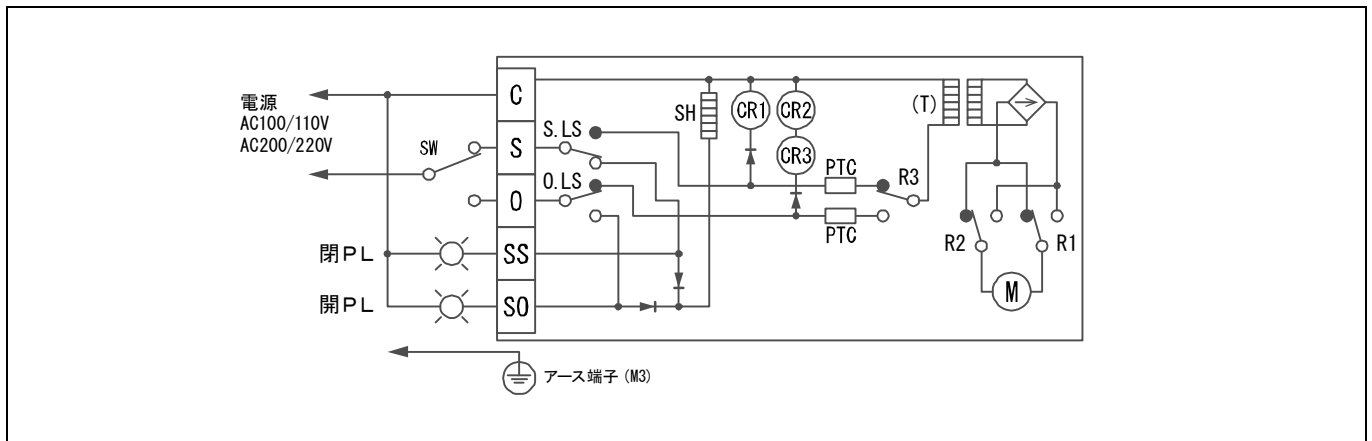 電源
AC100/110V
AC200/220V
SW
閉PL
開PL
C
S
O
SS
SO
S.LS
O.LS
SH
CR1
CR2
CR3
PTC
PTC
R3
(T)
R2
R1
M
アース端子 (M3)